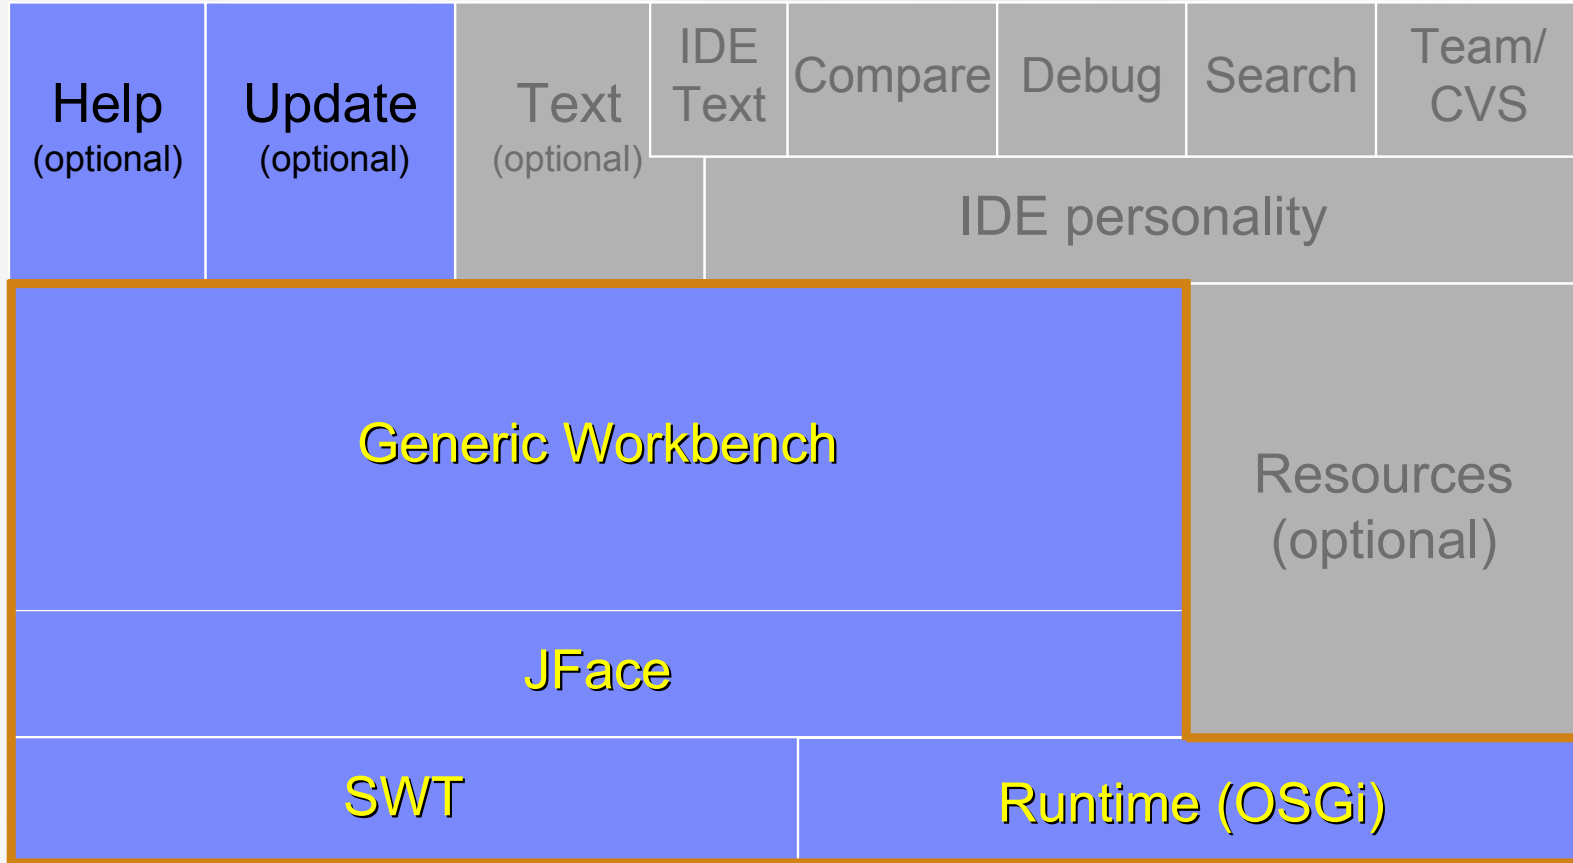 Help
(optional)
Update
(optional)
Text
(optional)
IDE
Text
Compare
Debug
Search
Team/
CVS
IDE personality
Generic Workbench
Resources
(optional)
JFace
SWT
Runtime (OSGi)